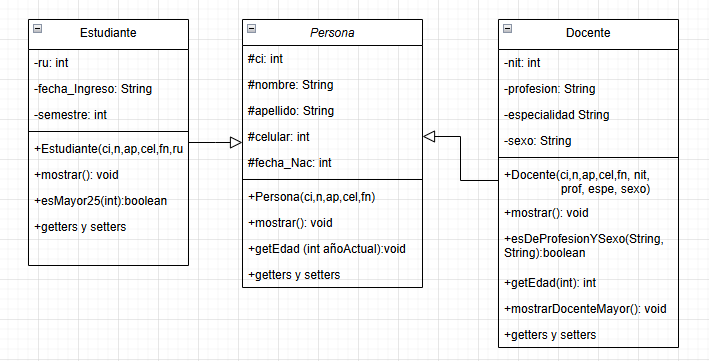 Estudiante
-ru: int
-fecha_Ingreso: String
-semestre: int
+Estudiante(ci,n,ap,cel,fn,ru
+mostrar(): void
+esMayor25(int):boolean
+getters y setters
Persona
#ci: int
#nombre: String
#apellido: String
#celular: int
#fecha_Nac: int
+Persona(ci,n,ap,cel,fn)
+mostrar(): void
+getEdad (int añoActual):void
+getters y setters
Docente
-nit: int
-profesion: String
-especialidad String
-sexo: String
+Docente(ci,n,ap,cel,fn, nit,
prof, espe, sexo)
+mostrar(): void
+esDeProfesionYSexo(String,
String):boolean
+getEdad(int): int
+mostrarDocenteMayor(): void
+getters y setters